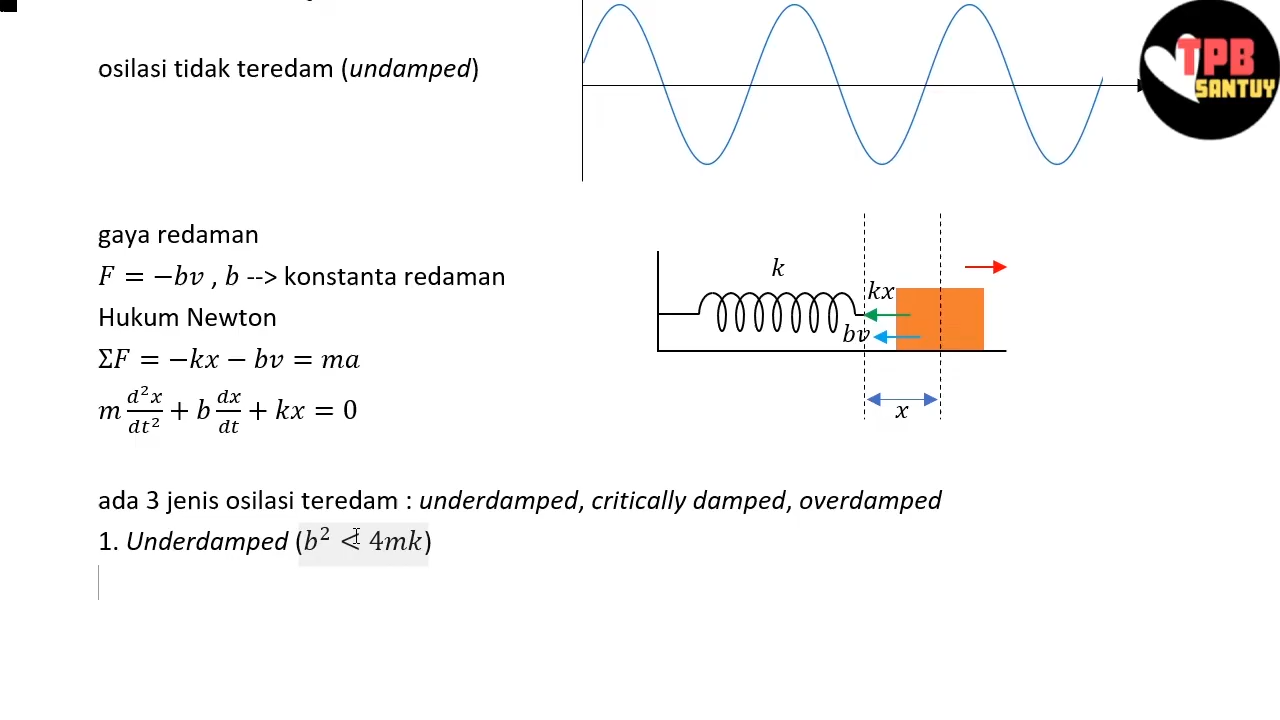 osilasi tidak teredam (undamped)
TPB
SANTUY
gaya redaman
F = −bv , b --> konstanta redaman
Hukum Newton
ΣF = −kx − bv = ma
m d²x/dt² + b dx/dt + kx = 0
k
kx
bv
x
ada 3 jenis osilasi teredam : underdamped, critically damped, overdamped
1. Underdamped (b² < 4mk)